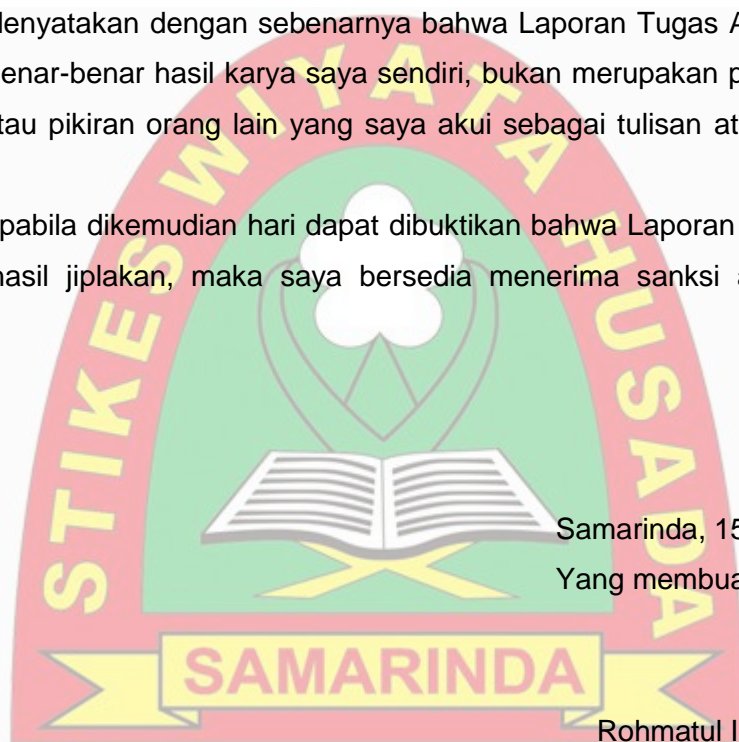 enyatakan dengan sebenarnya bahwa Laporan Tugas A
enar-benar hasil karya saya sendiri, bukan merupakan p
tau pikiran orang lain yang saya akui sebagai tulisan at
pabila dikemudian hari dapat dibuktikan bahwa Laporan
hasil jiplakan, maka saya bersedia menerima sanksi a
STIKES WIYATA HUSADA
Samarinda, 15
Yang membua
SAMARINDA
Rohmatul I